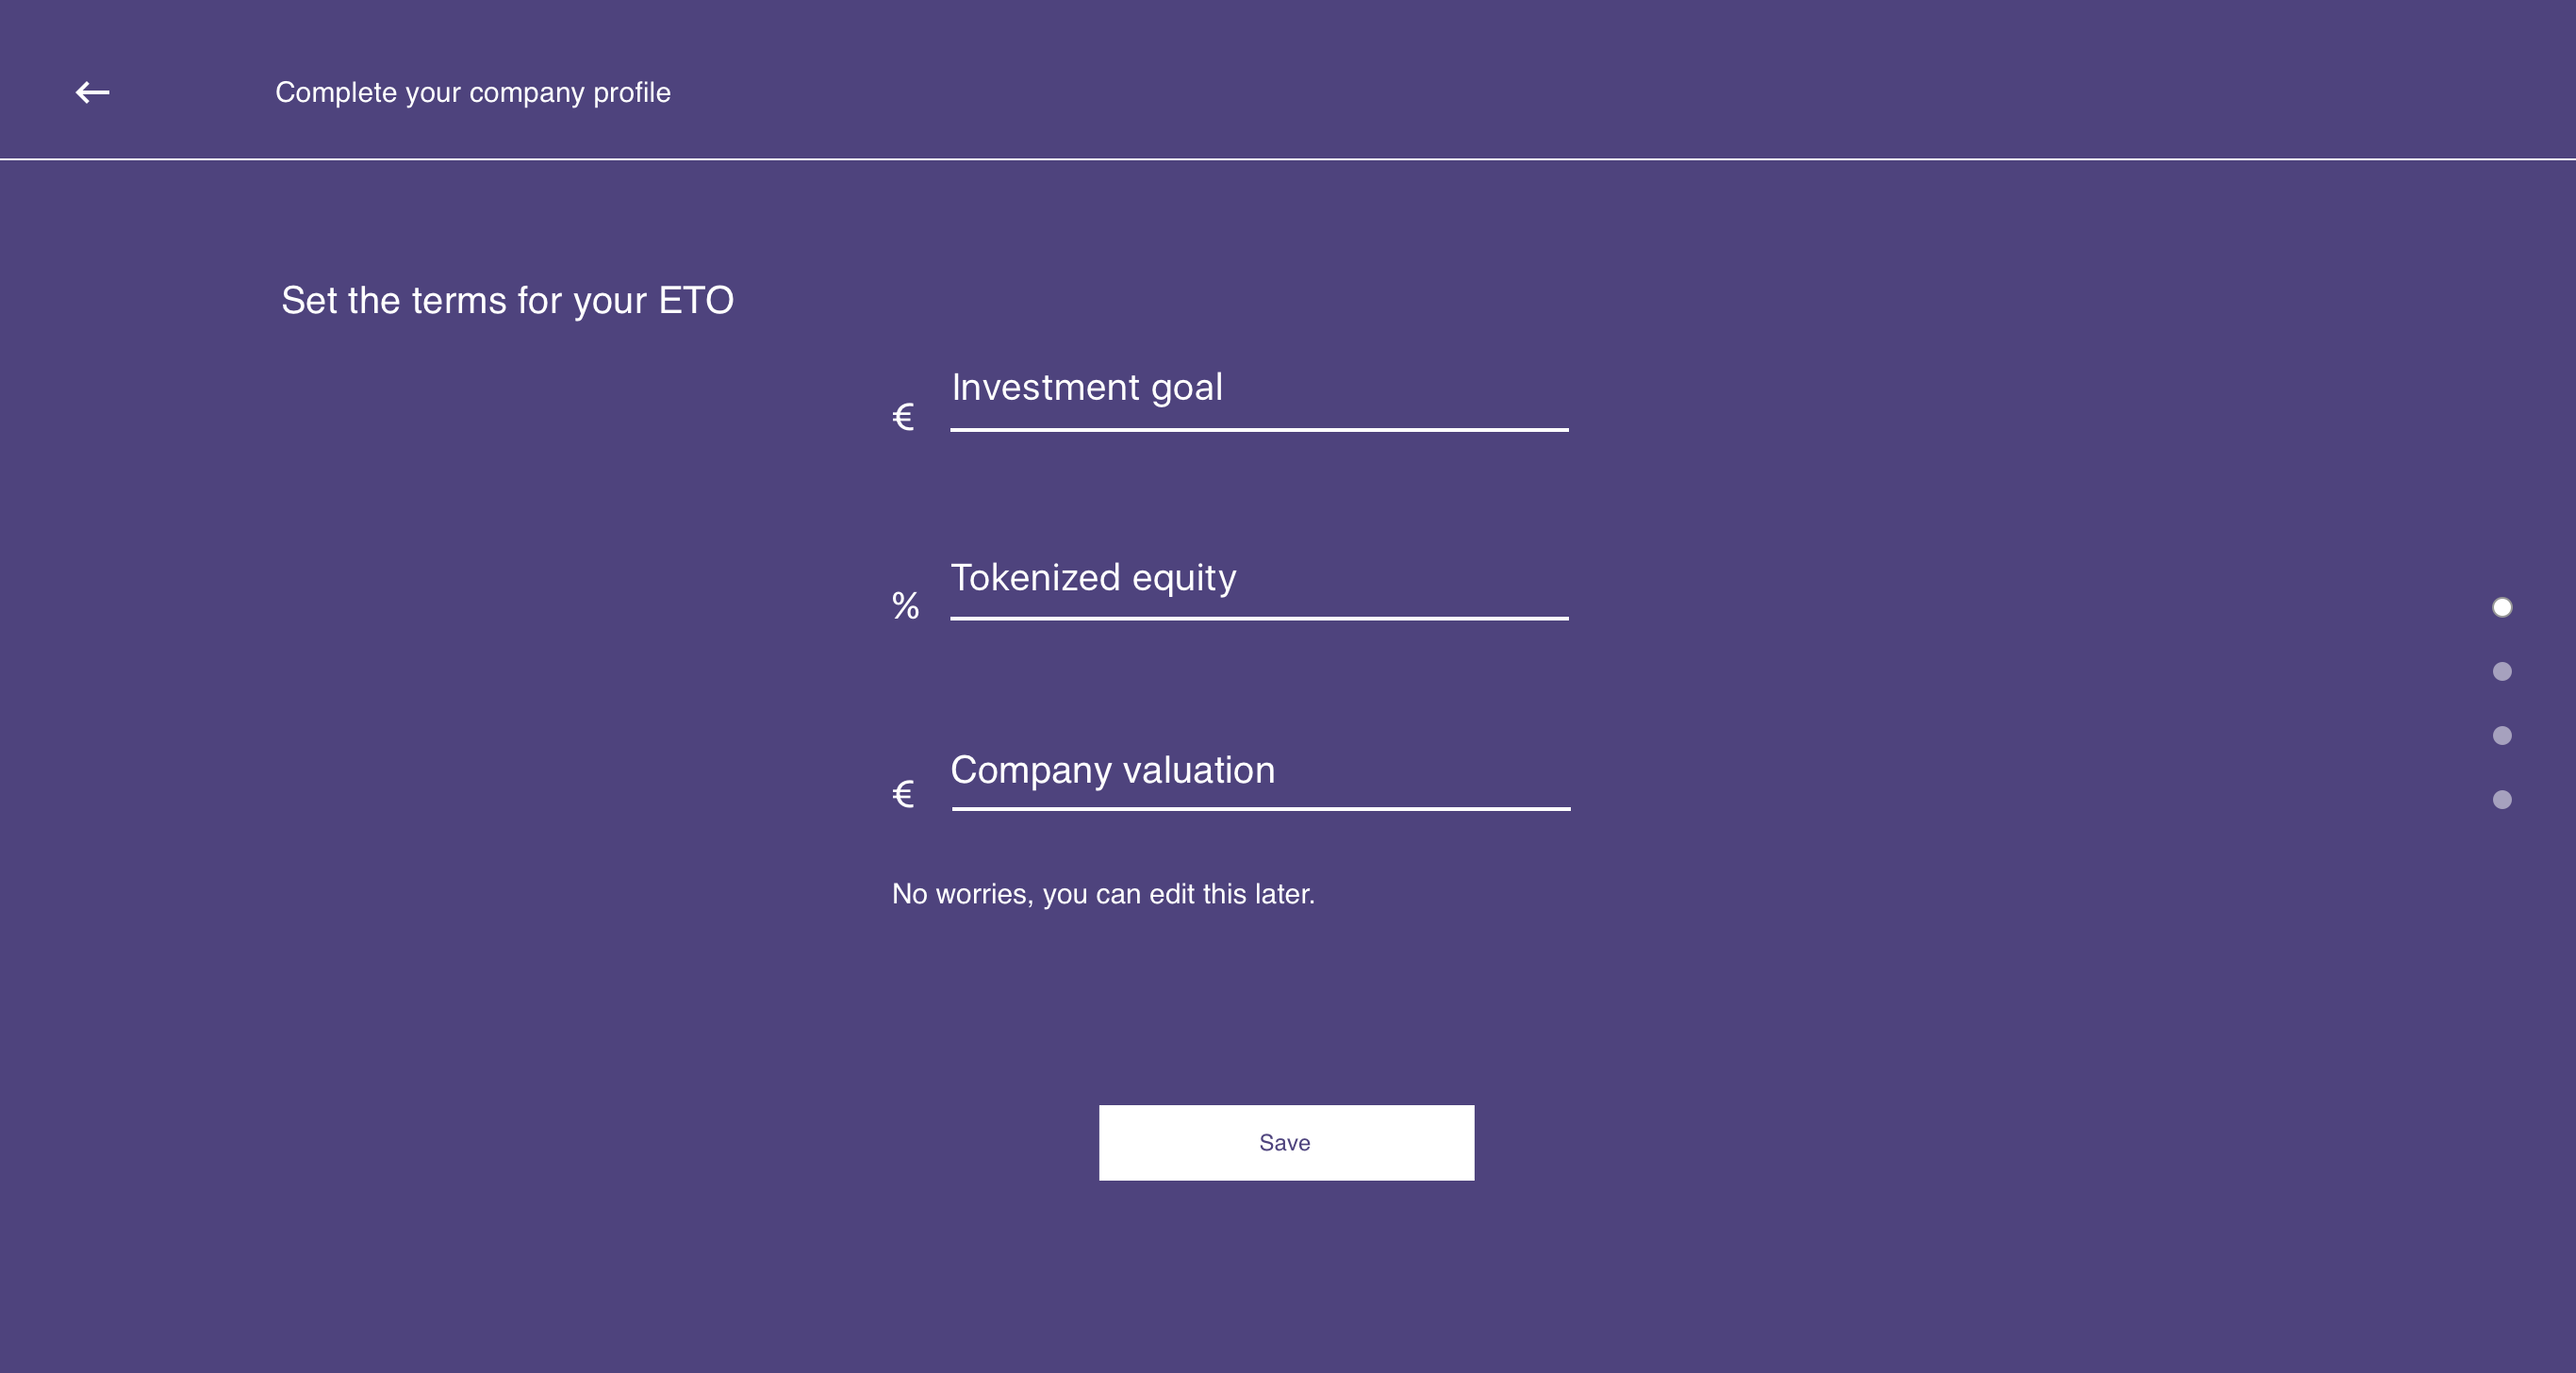 Complete your company profile
Set the terms for your ETO
Investment goal
€
Tokenized equity
%
Company valuation
€
No worries, you can edit this later.
Save